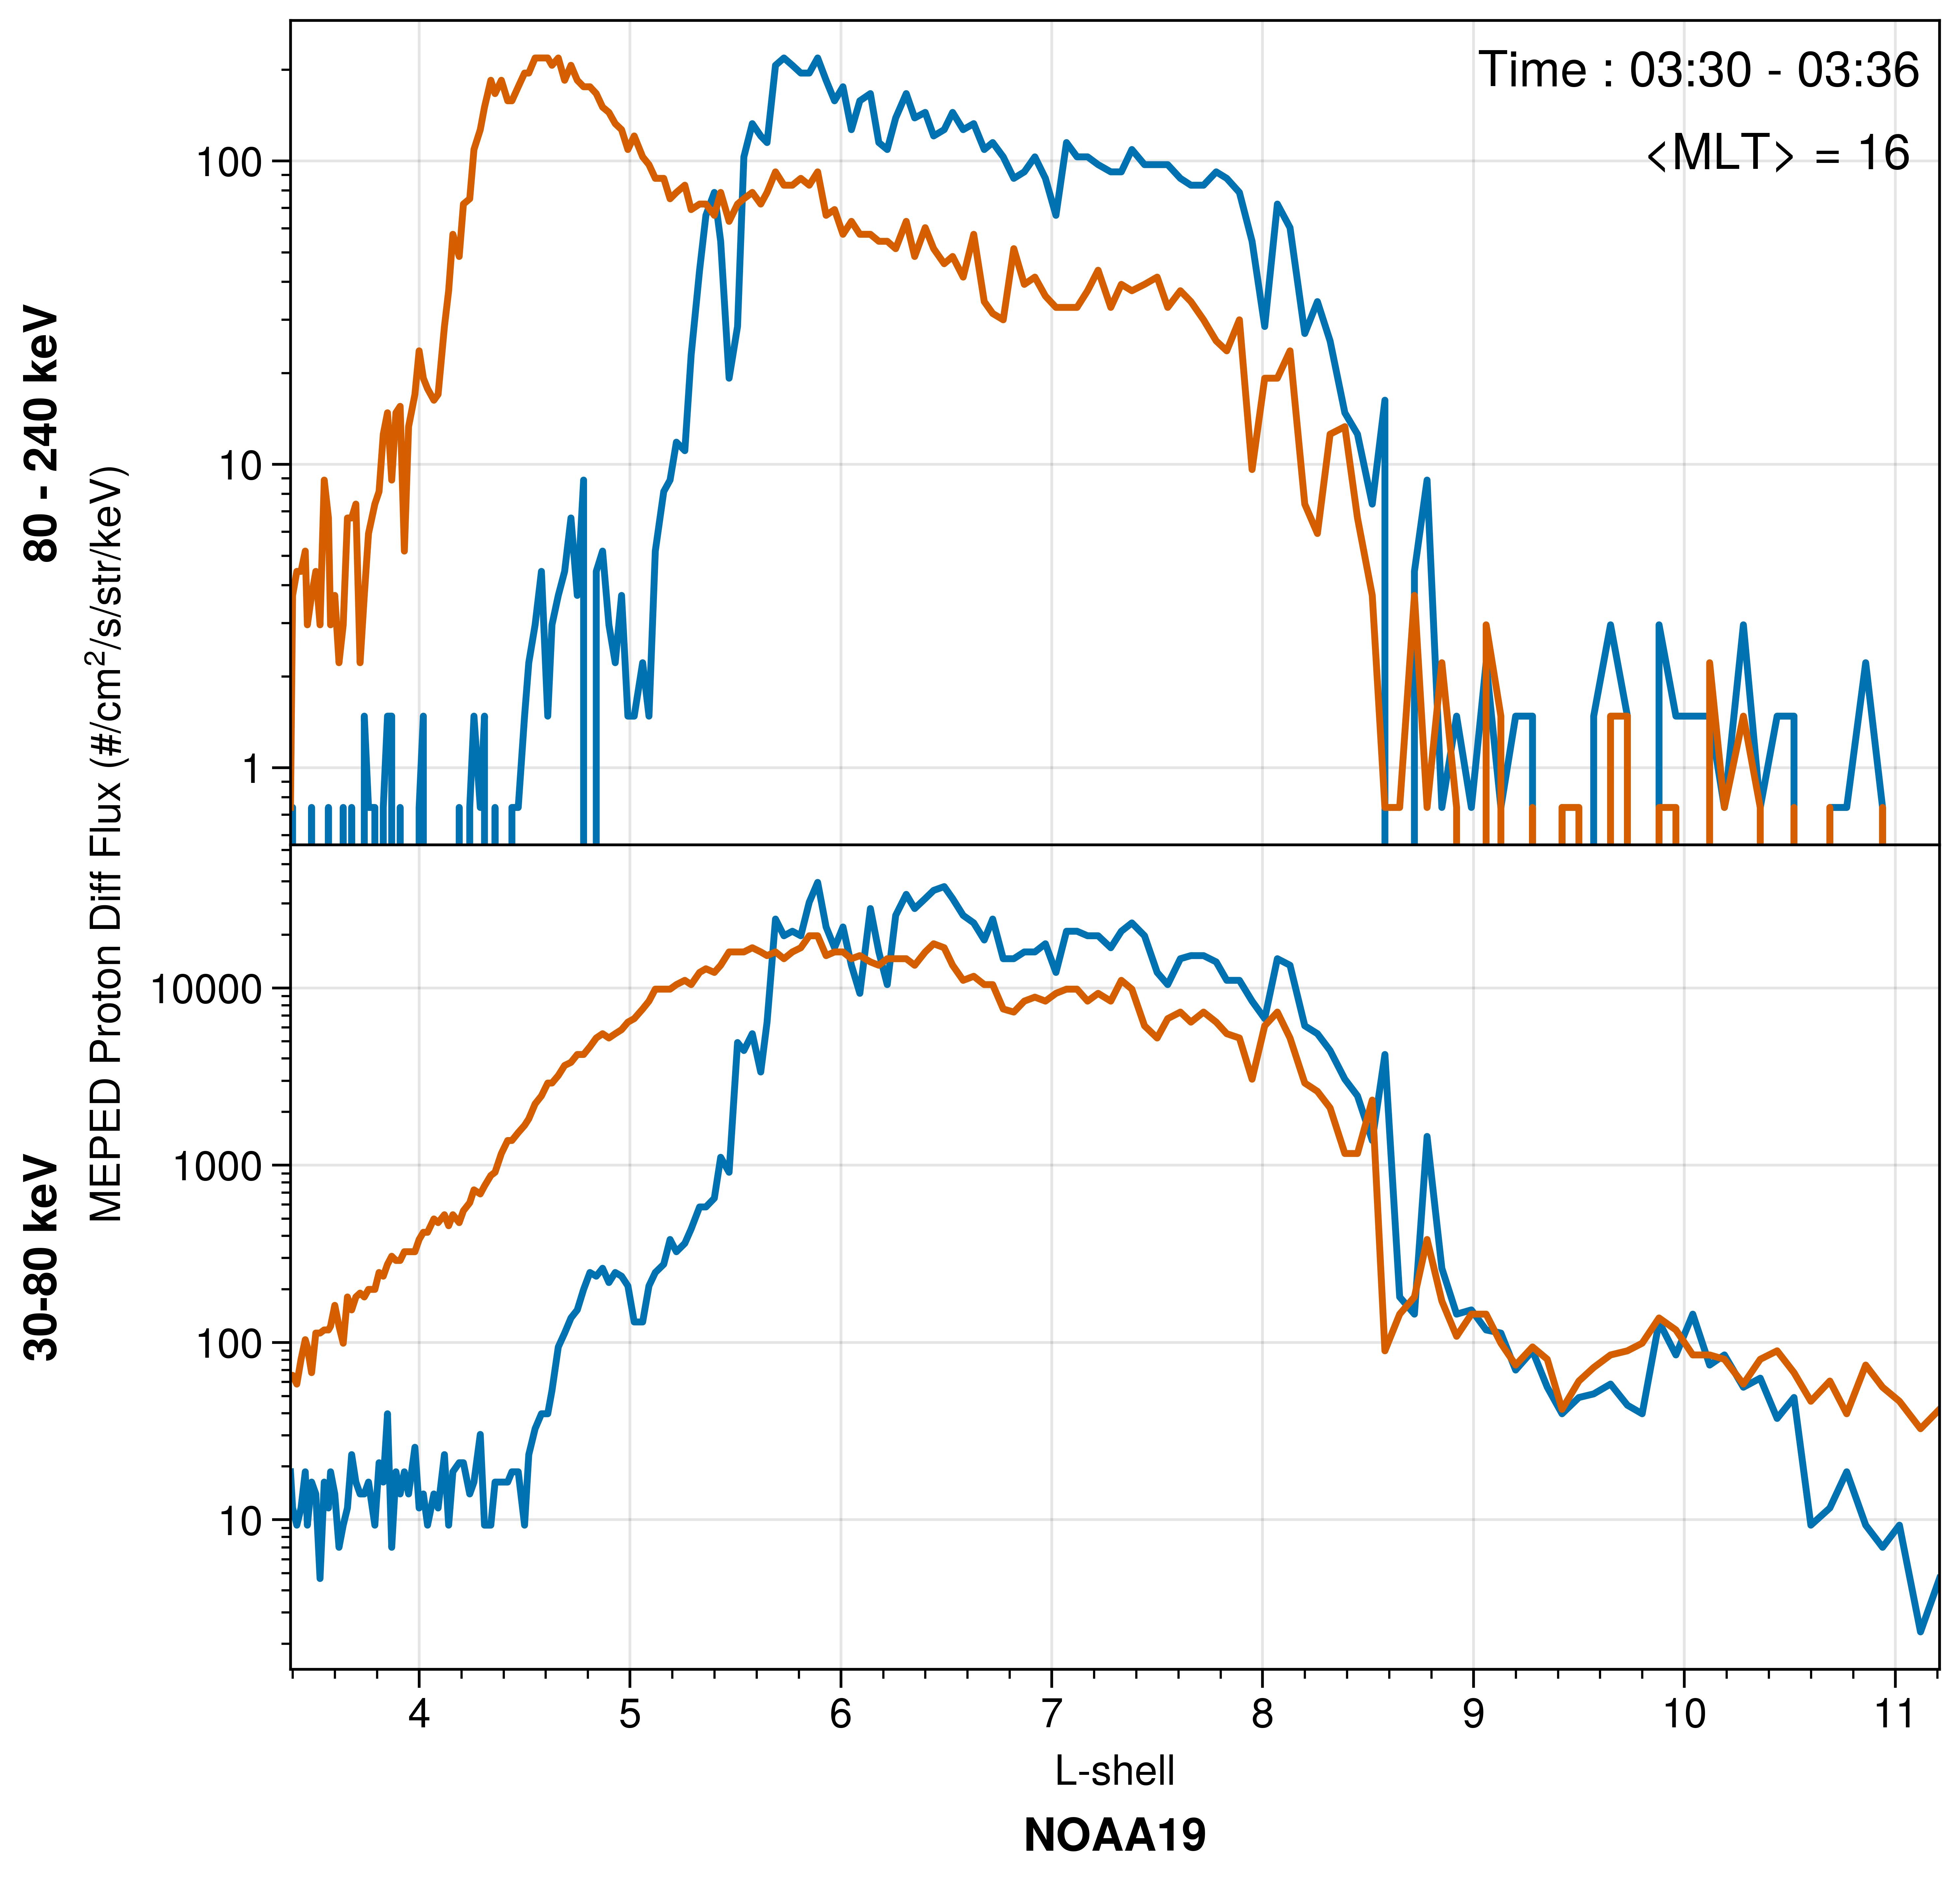 Time : 03:30 - 03:36
<MLT> = 16
80 - 240 keV
30-80 keV
MEPED Proton Diff Flux (#/cm²/s/str/keV)
100
10
1
10000
1000
100
10
4 5 6 7 8 9 10 11
L-shell
NOAA19